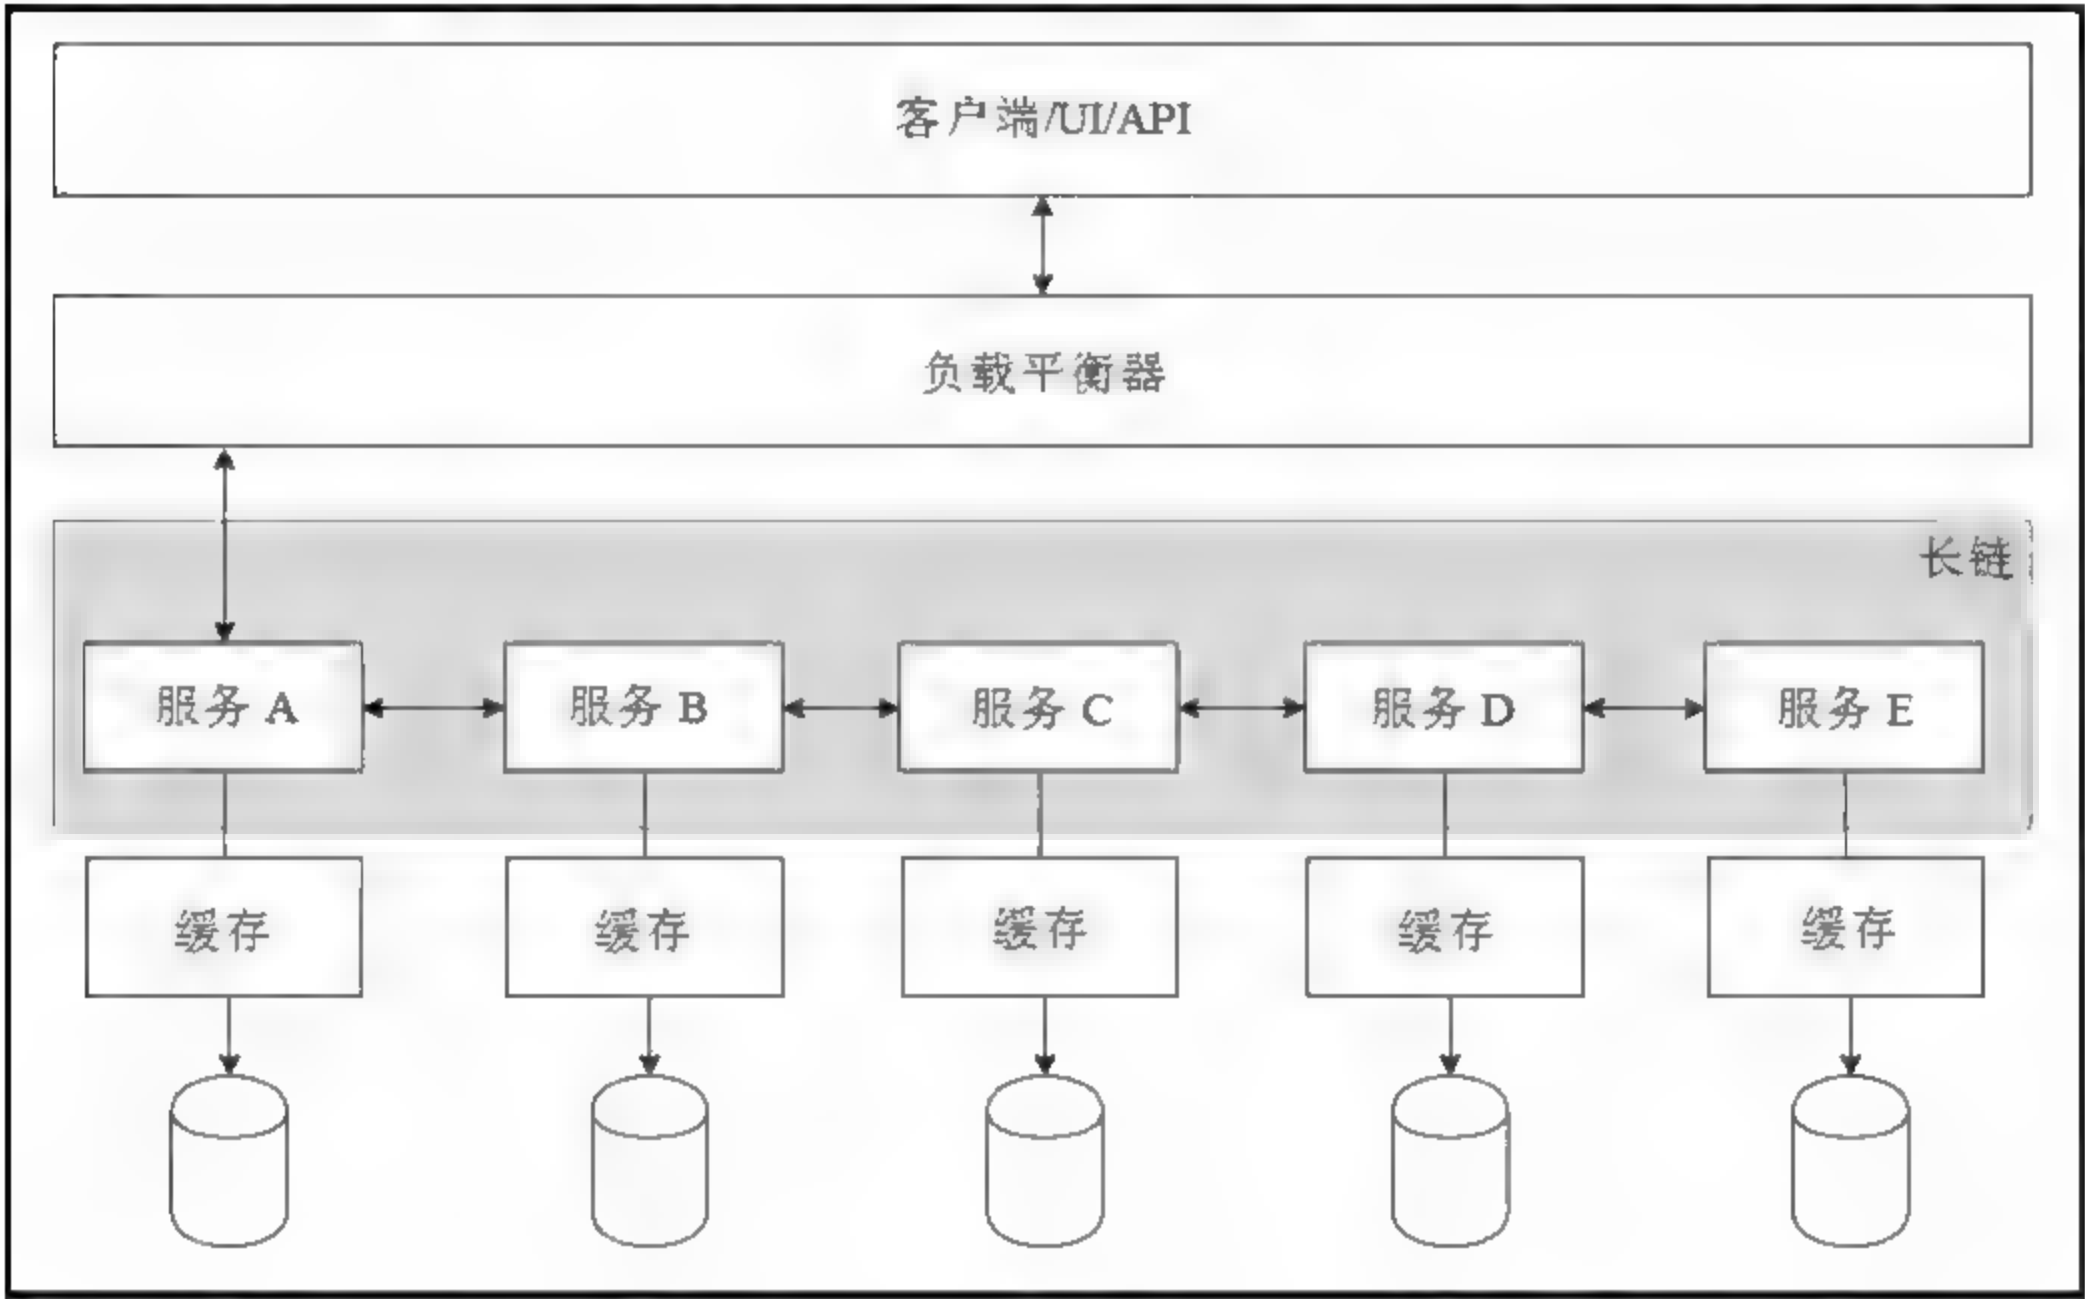 客户端/UI/API
负载平衡器
长链
服务 A
服务 B
服务 C
服务 D
服务 E
缓存
缓存
缓存
缓存
缓存